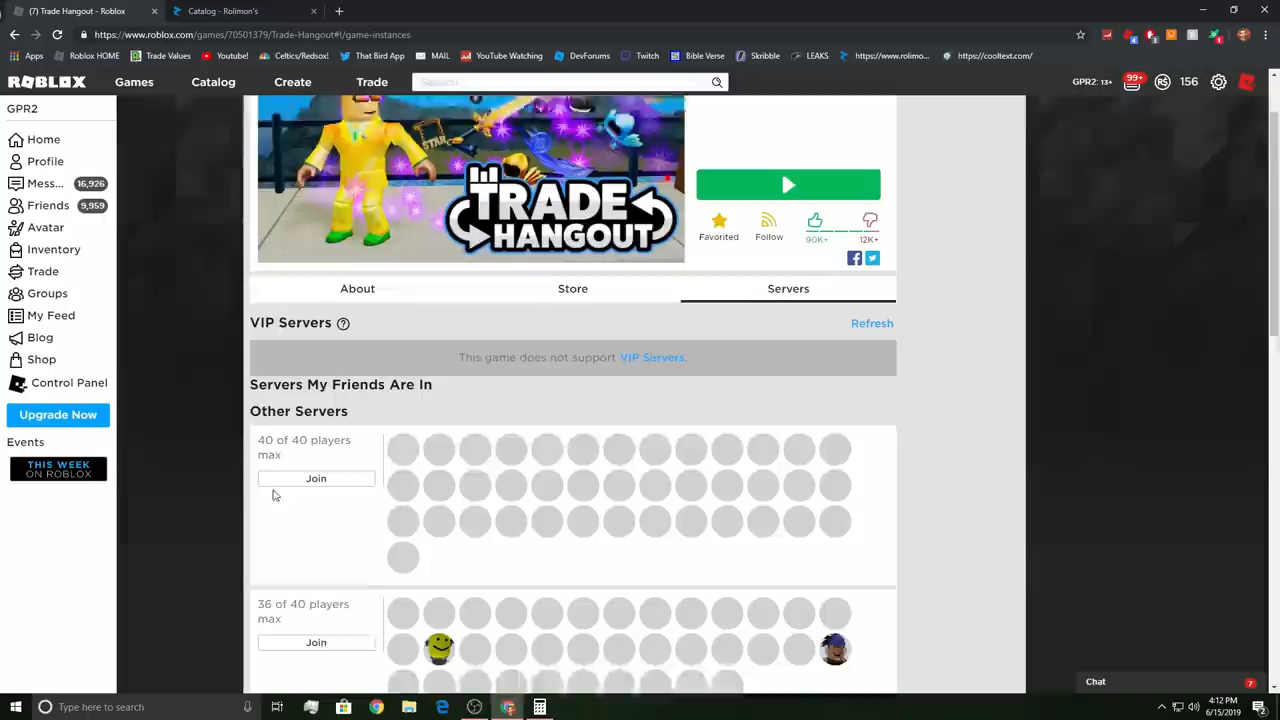 (7) Trade Hangout - Roblox
Catalog - Rolimon's
https://www.roblox.com/games/70501379/Trade-Hangout#!/game-instances
Apps Roblox HOME Trade Values Youtube! Celtics/Redsox! That Bird App MAIL YouTube Watching DevForums Twitch Bible Verse Skribble LEAKS https://www.rolimo... https://cooltext.com/
ROBLOX Games Catalog Create Trade Search GPR2: 13+ 99+ 156
GPR2
Home
Profile
Mess... 16,926
Friends 9,959
Avatar
Inventory
Trade
Groups
My Feed
Blog
Shop
Control Panel
Upgrade Now
Events
THIS WEEK
ON ROBLOX
STAR
TRADE
HANGOUT
Favorited Follow 90K+ 12K+
About Store Servers
VIP Servers Refresh
This game does not support VIP Servers.
Servers My Friends Are In
Other Servers
40 of 40 players
max
Join
36 of 40 players
max
Join
Chat 7
Type here to search
4:12 PM
6/15/2019
2